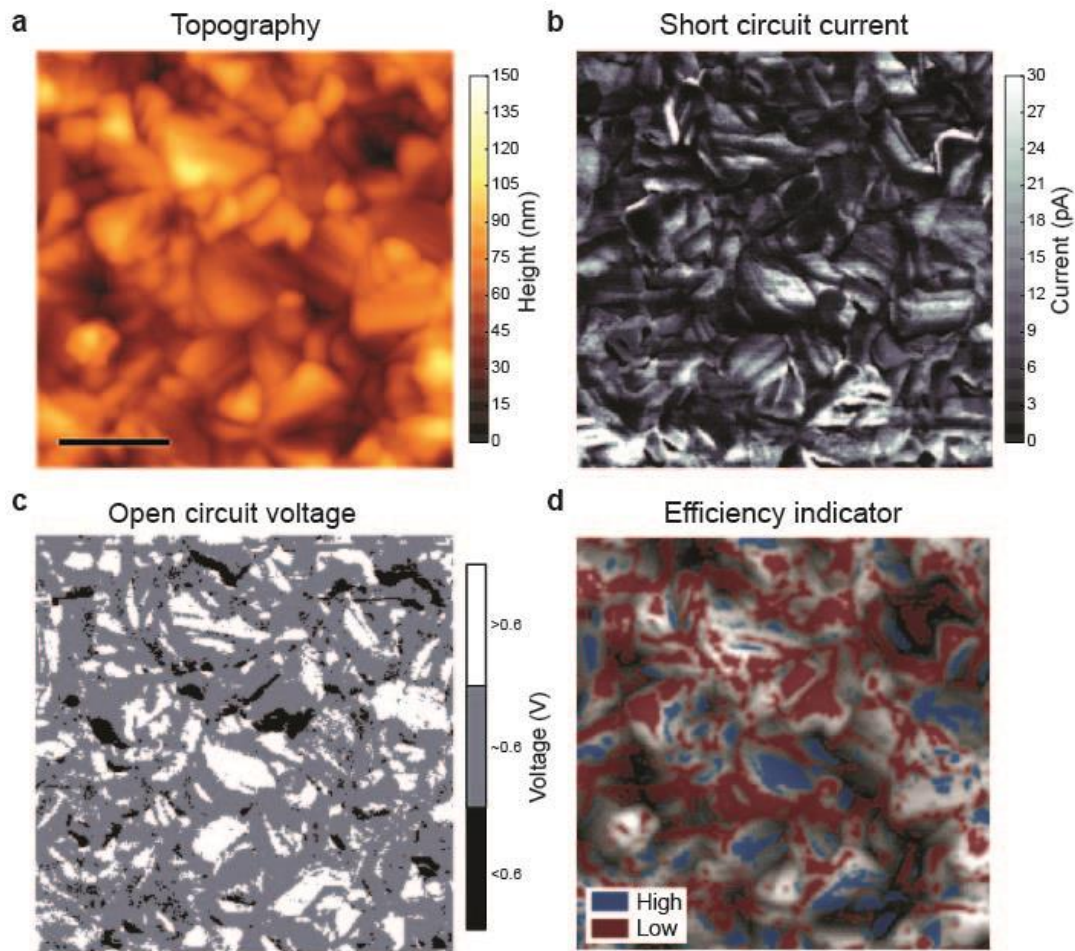 a Topography
150
135
120
105
90
75
60
45
30
15
0
Height (nm)
b Short circuit current
30
27
24
21
18
15
12
9
6
3
0
Current (pA)
c Open circuit voltage
>0.6
~0.6
<0.6
Voltage (V)
d Efficiency indicator
High
Low